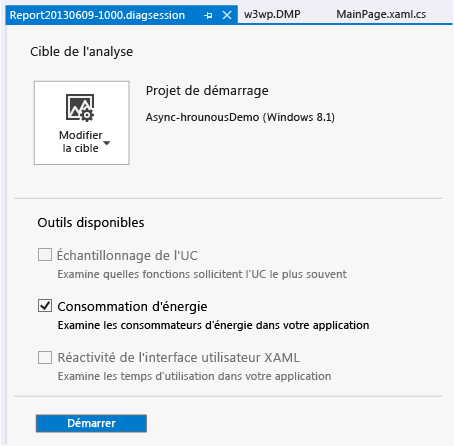 Report20130609-1000.diagsession w3wp.DMP MainPage.xaml.cs
Cible de l'analyse
Modifier
la cible
Projet de démarrage
Async-hrounousDemo (Windows 8.1)
Outils disponibles
Échantillonnage de l'UC
Examine quelles fonctions sollicitent l'UC le plus souvent
Consommation d'énergie
Examine les consommateurs d'énergie dans votre application
Réactivité de l'interface utilisateur XAML
Examine les temps d'utilisation dans votre application
Démarrer